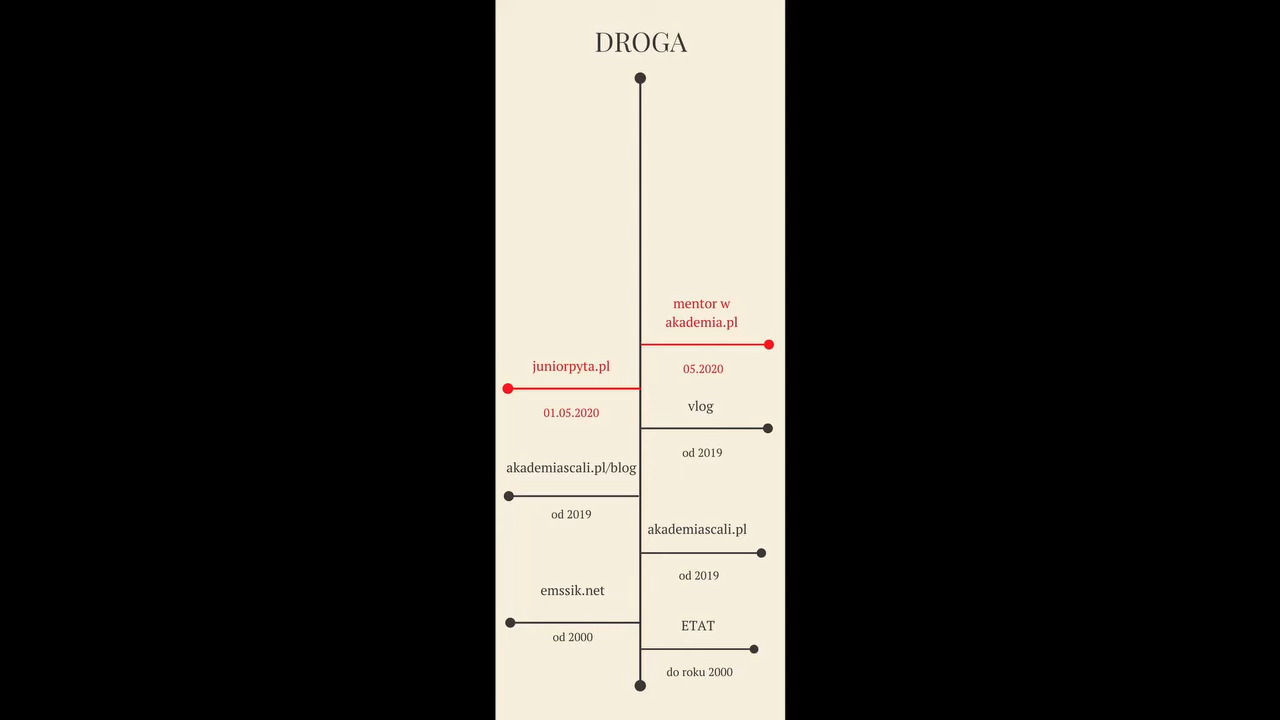 DROGA
mentor w
akademia.pl
05.2020
juniorpyta.pl
01.05.2020
vlog
od 2019
akademiascali.pl/blog
od 2019
akademiascali.pl
od 2019
emssik.net
od 2000
ETAT
do roku 2000